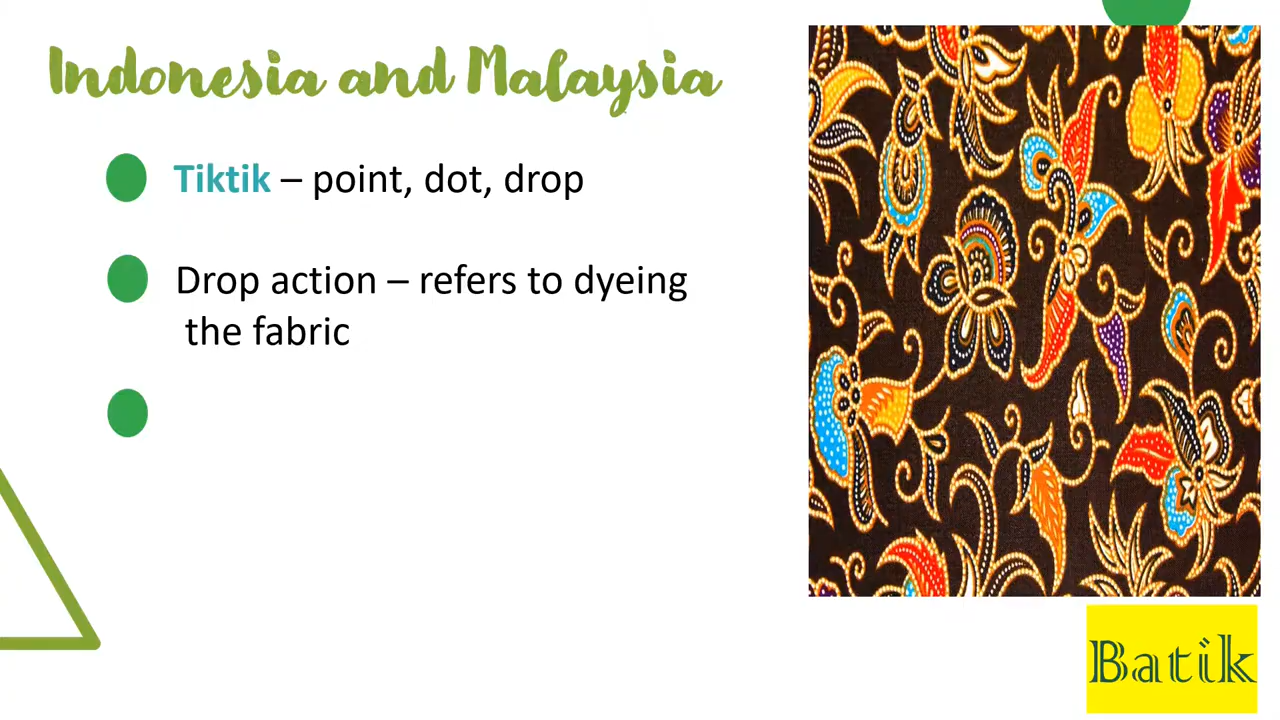 Indonesia and Malaysia
Tiktik – point, dot, drop
Drop action – refers to dyeing
the fabric
Batik